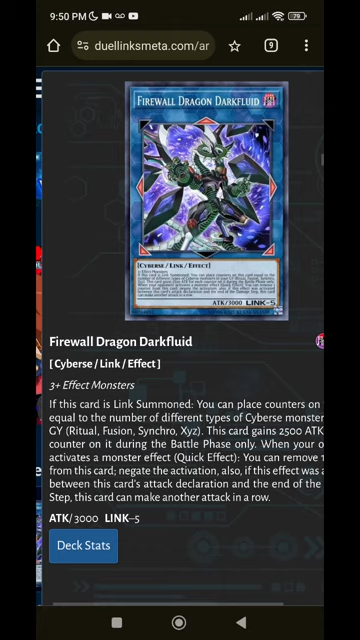 9:50 PM
79
duellinksmeta.com/ar
9
FIREWALL DRAGON DARKFLUID
[CYBERSE/LINK/EFFECT]
ATK/3000 LINK-5
Firewall Dragon Darkfluid
[ Cyberse / Link / Effect ]
3+ Effect Monsters
If this card is Link Summoned: You can place counters on
equal to the number of different types of Cyberse monster
GY (Ritual, Fusion, Synchro, Xyz). This card gains 2500 ATK
counter on it during the Battle Phase only. When your o
activates a monster effect (Quick Effect): You can remove 1
from this card; negate the activation, also, if this effect was a
between this card's attack declaration and the end of the
Step, this card can make another attack in a row.
ATK/ 3000 LINK–5
Deck Stats